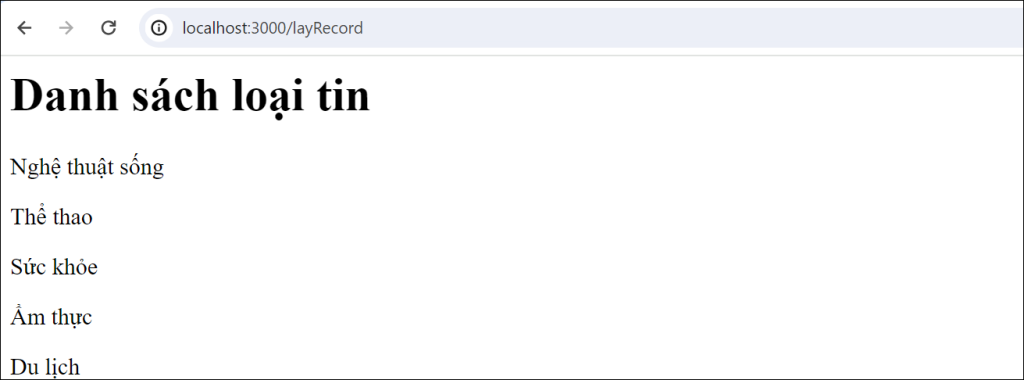 localhost:3000/layRecord
Danh sách loại tin
Nghệ thuật sống
Thể thao
Sức khỏe
Ẩm thực
Du lịch